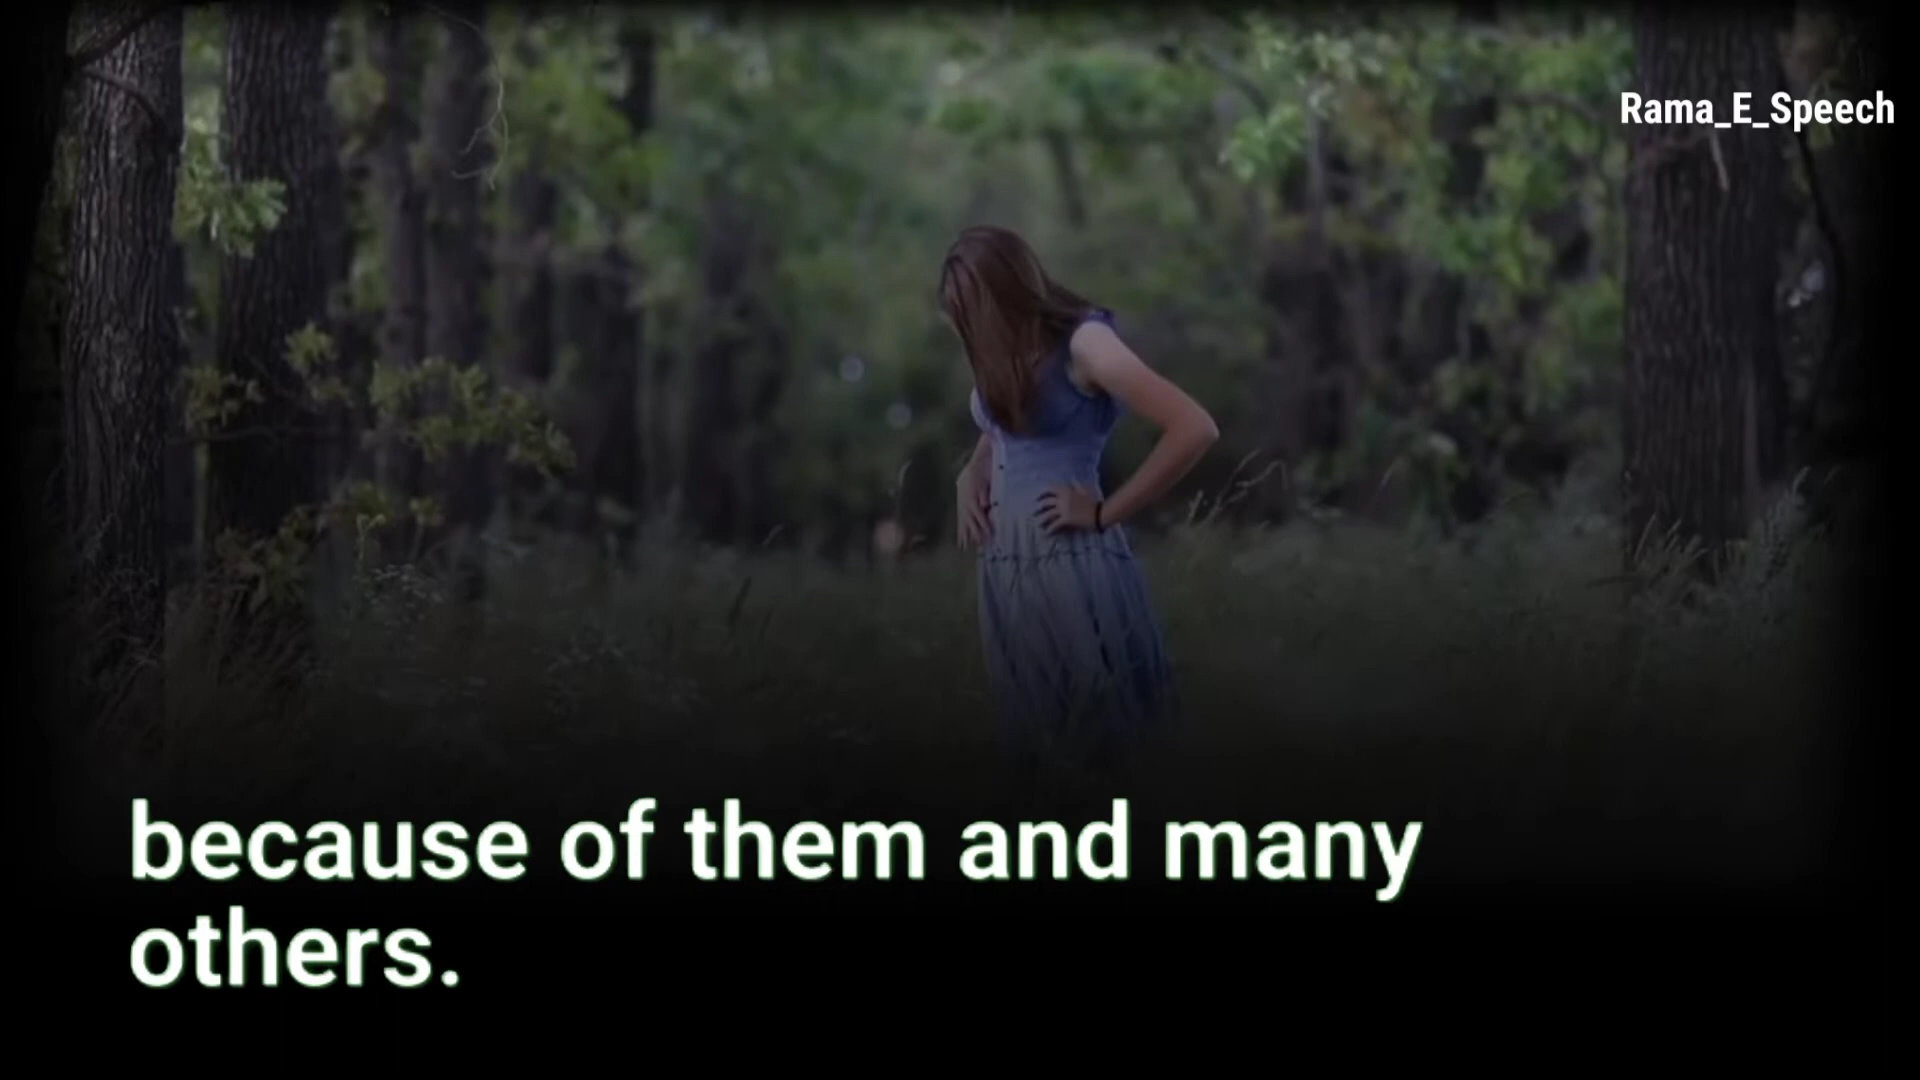 Rama_E_Speech
because of them and many
others.